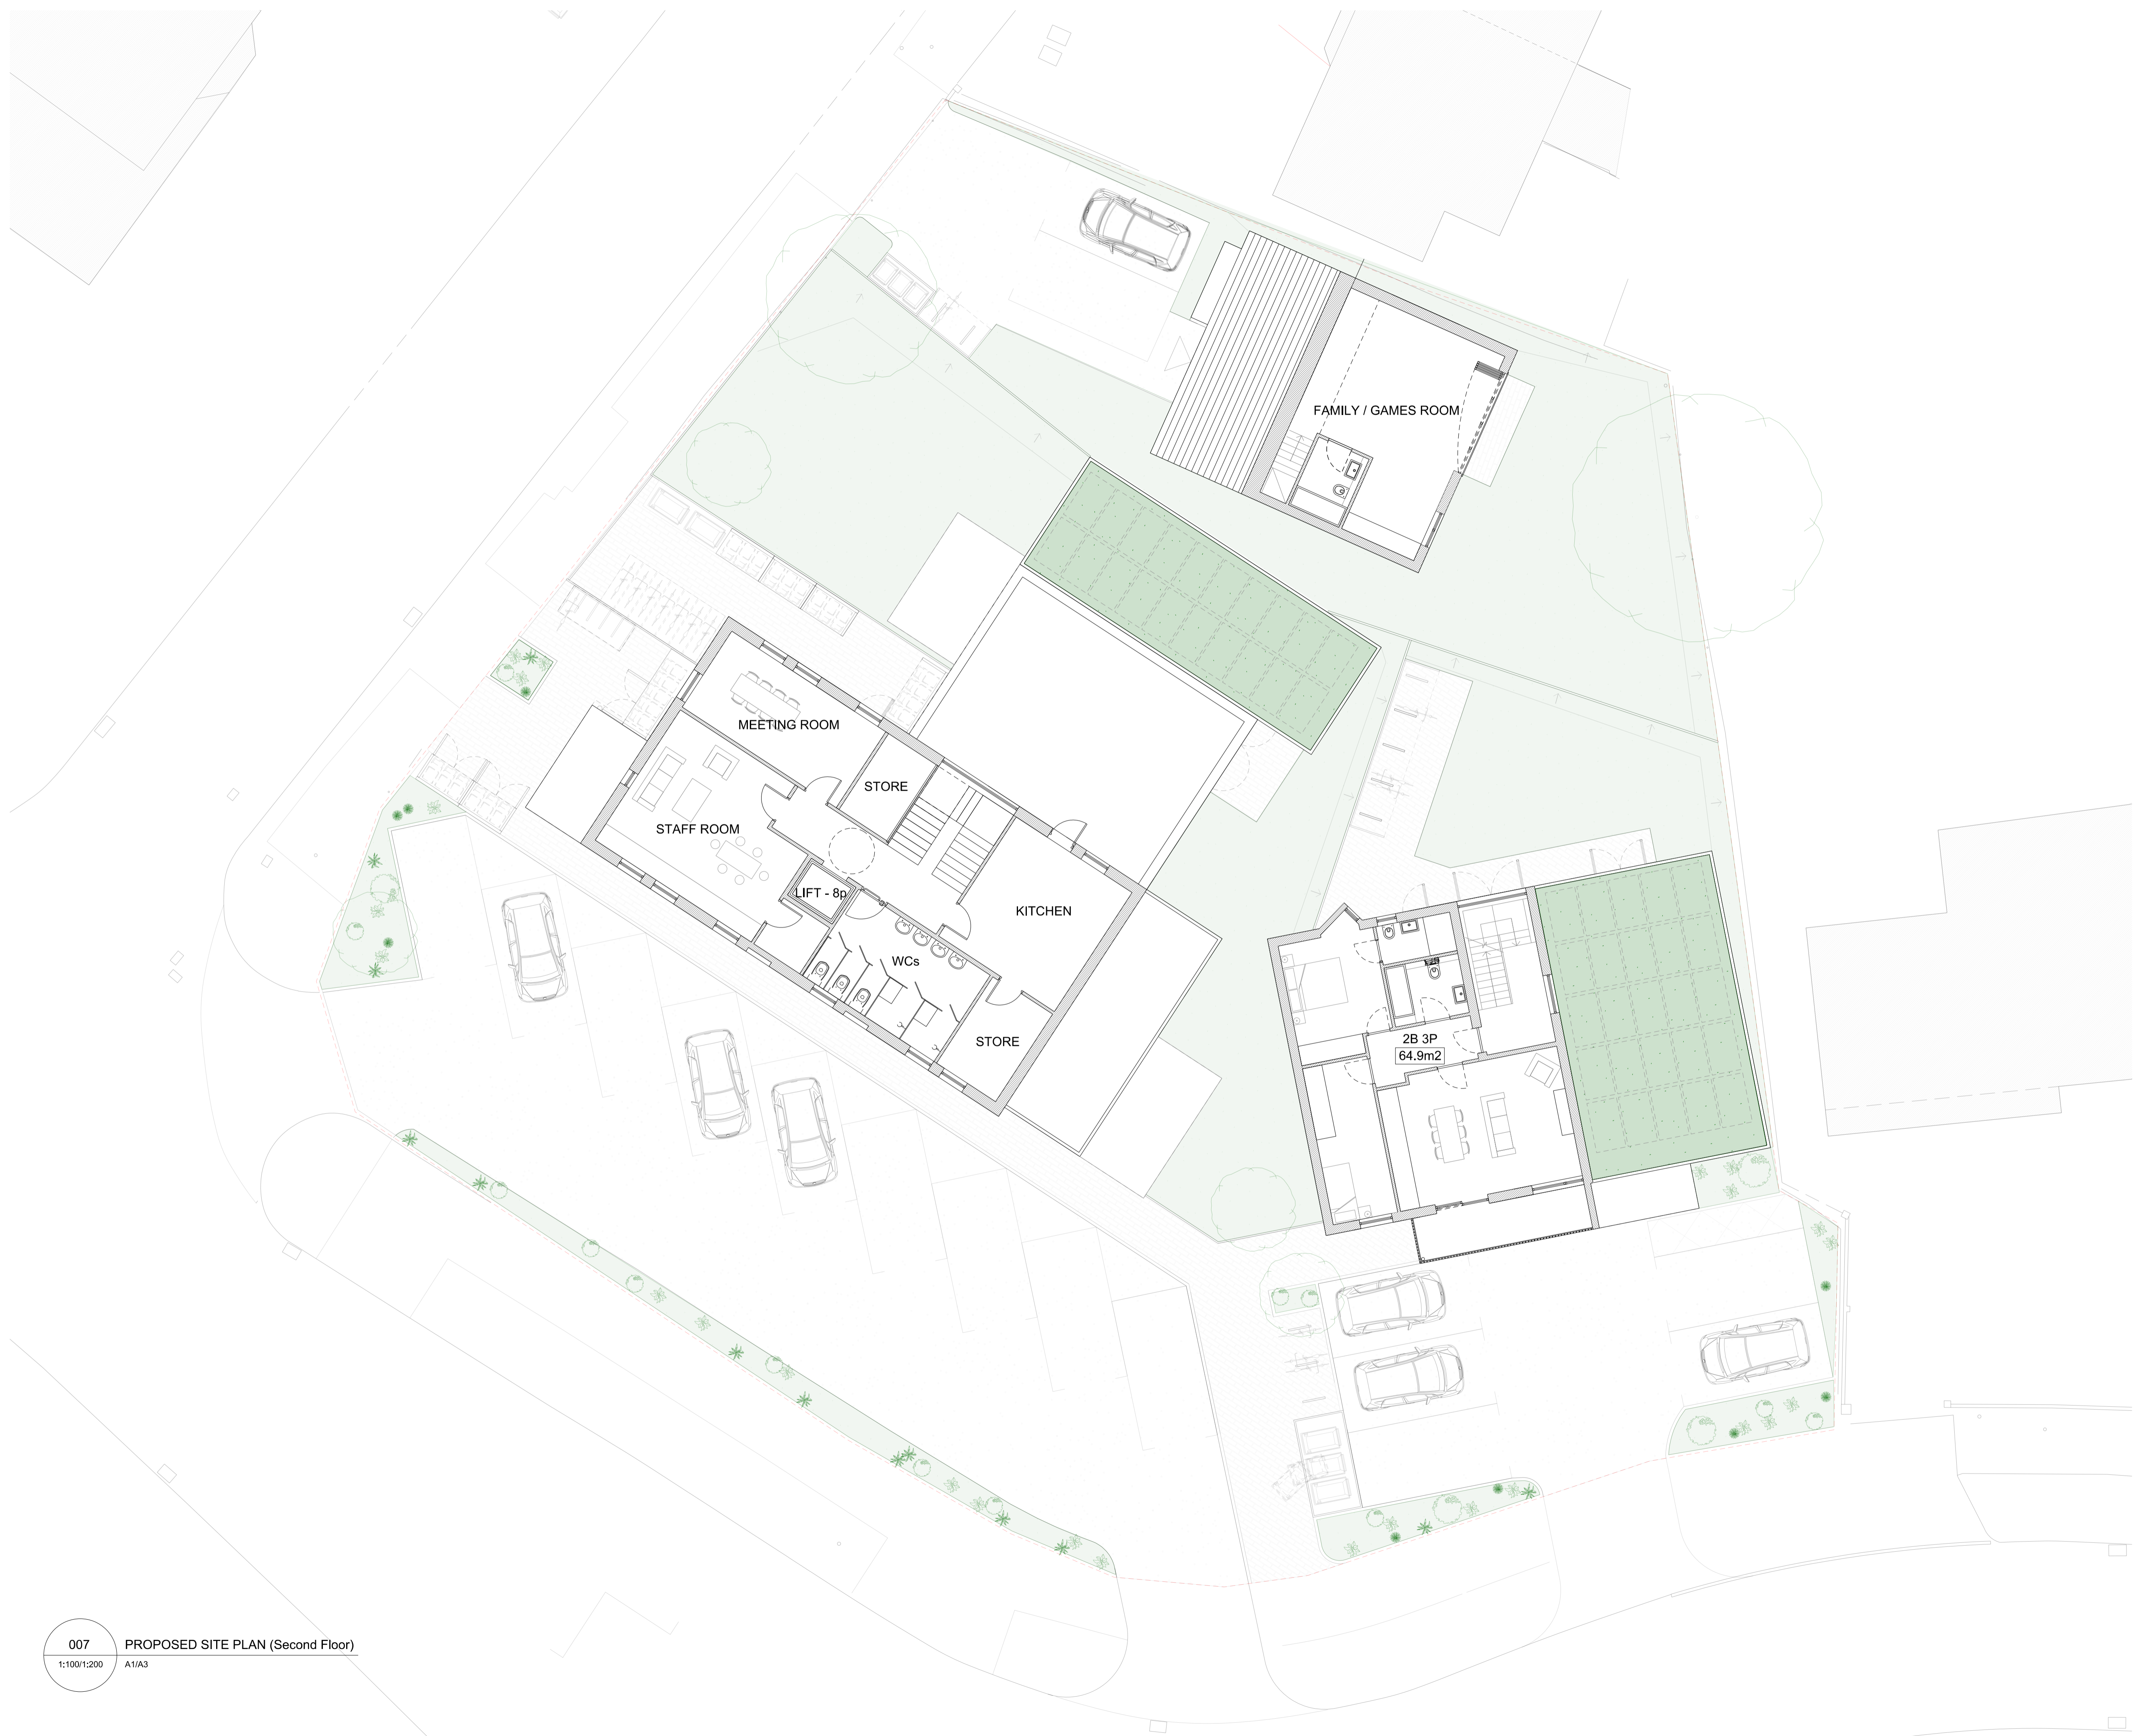 FAMILY / GAMES ROOM
MEETING ROOM
STORE
STAFF ROOM
LIFT - 8p
KITCHEN
WCs
STORE
2B 3P
64.9m2
007
PROPOSED SITE PLAN (Second Floor)
1:100/1:200
A1/A3